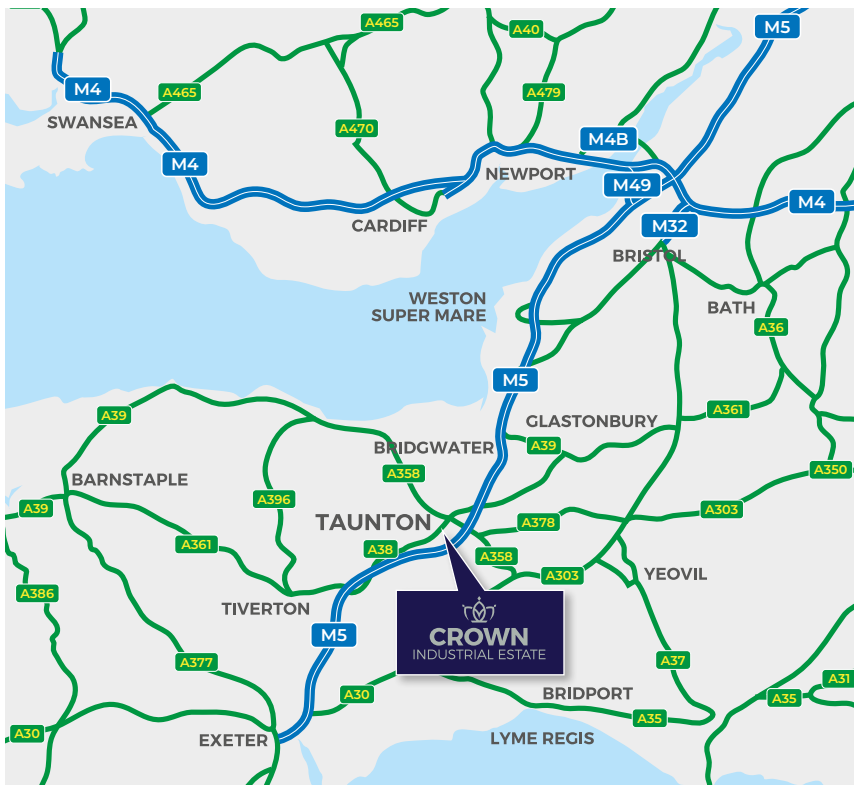 A465
A40
M5
M4
A465
A479
SWANSEA
A470
M4B
M4
NEWPORT
M49
M4
CARDIFF
M32
BRISTOL
WESTON
SUPER MARE
BATH
A36
M5
A39
GLASTONBURY
A361
BRIDGWATER
A39
BARNSTAPLE
A358
A350
A396
A39
TAUNTON
A378
A303
A361
A38
A358
A303
YEOVIL
A386
TIVERTON
CROWN
INDUSTRIAL ESTATE
M5
A377
A37
A31
A30
BRIDPORT
A35
A35
A30
EXETER
LYME REGIS